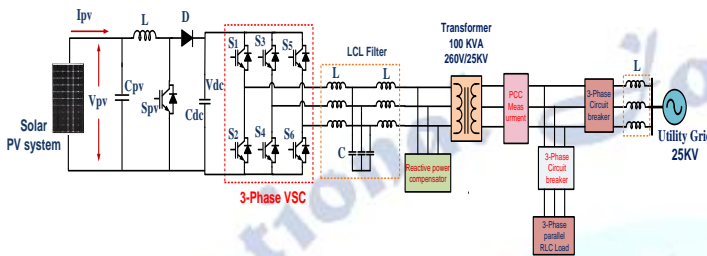 Ipv
L
D
Vpv
Cpv
Spv
Solar
PV system
Vdc
Cdc
S1
S3
S5
S2
S4
S6
3-Phase VSC
LCL Filter
L
L
C
Reactive power
compensator
Transformer
100 KVA
260V/25KV
PCC
Meas
urment
3-Phase
Circuit
breaker
3-Phase
Circuit
breaker
3-Phase
parallel
RLC Load
L
Utility Grid
25KV